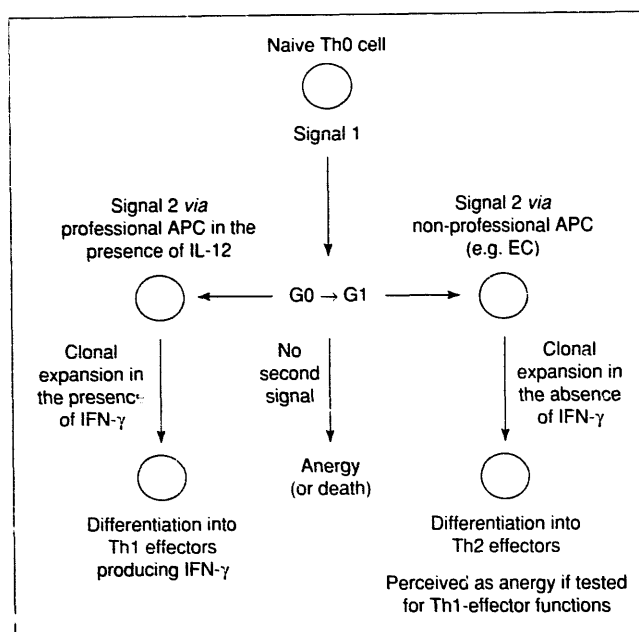 Naive Th0 cell
Signal 1
Signal 2 via
professional APC in the
presence of IL-12
Signal 2 via
non-professional APC
(e.g. EC)
G0 → G1
Clonal
expansion in
the presence
of IFN-γ
No
second
signal
Clonal
expansion in
the absence
of IFN-γ
Anergy
(or death)
Differentiation into
Th1 effectors
producing IFN-γ
Differentiation into
Th2 effectors
Perceived as anergy if tested
for Th1-effector functions